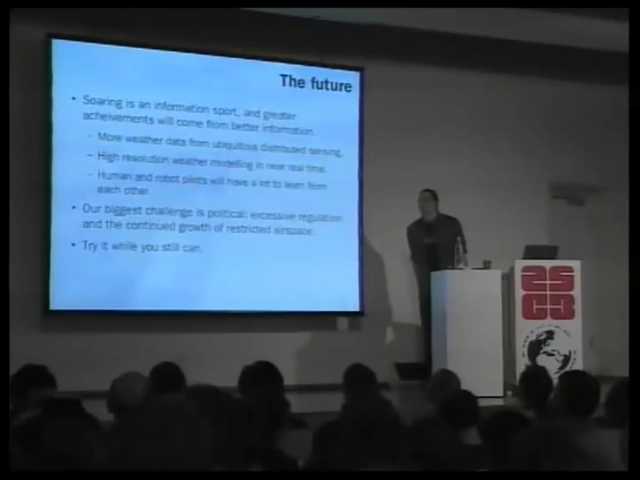 The future
• Soaring is an information sport, and greater
acheivements will come from better information.
– More weather data from ubiquitous distributed sensing.
– High resolution weather modelling in near real time.
– Human and robot pilots will have a lot to learn from
each other.
• Our biggest challenge is political: excessive regulation
and the continued growth of restricted airspace.
• Try it while you still can.
25
C3